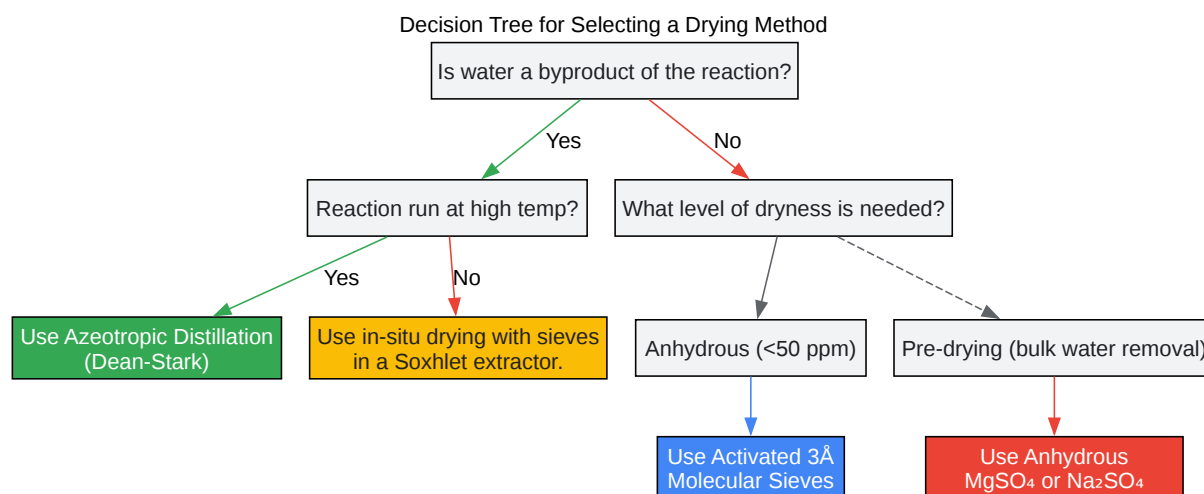 Decision Tree for Selecting a Drying Method
Is water a byproduct of the reaction?
Yes
No
Reaction run at high temp?
What level of dryness is needed?
Yes
No
Use Azeotropic Distillation
(Dean-Stark)
Use in-situ drying with sieves
in a Soxhlet extractor.
Anhydrous (<50 ppm)
Pre-drying (bulk water removal)
Use Activated 3Å
Molecular Sieves
Use Anhydrous
MgSO₄ or Na₂SO₄